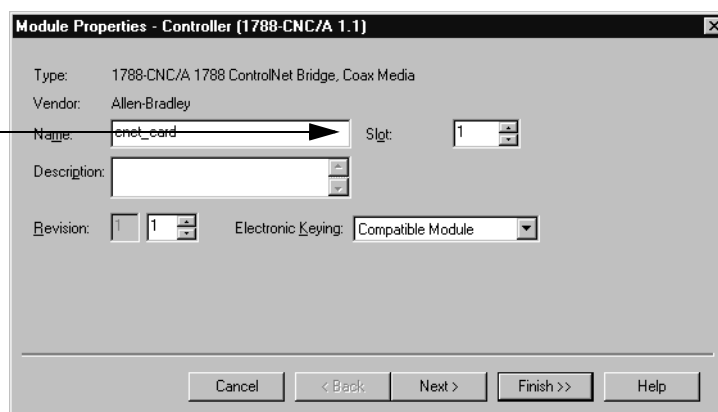 Module Properties - Controller (1788-CNC/A 1.1)
Type: 1788-CNC/A 1788 ControlNet Bridge, Coax Media
Vendor: Allen-Bradley
Name: cnet_card Slot: 1
Description:
Revision: 1 1 Electronic Keying: Compatible Module
Cancel < Back Next > Finish >> Help